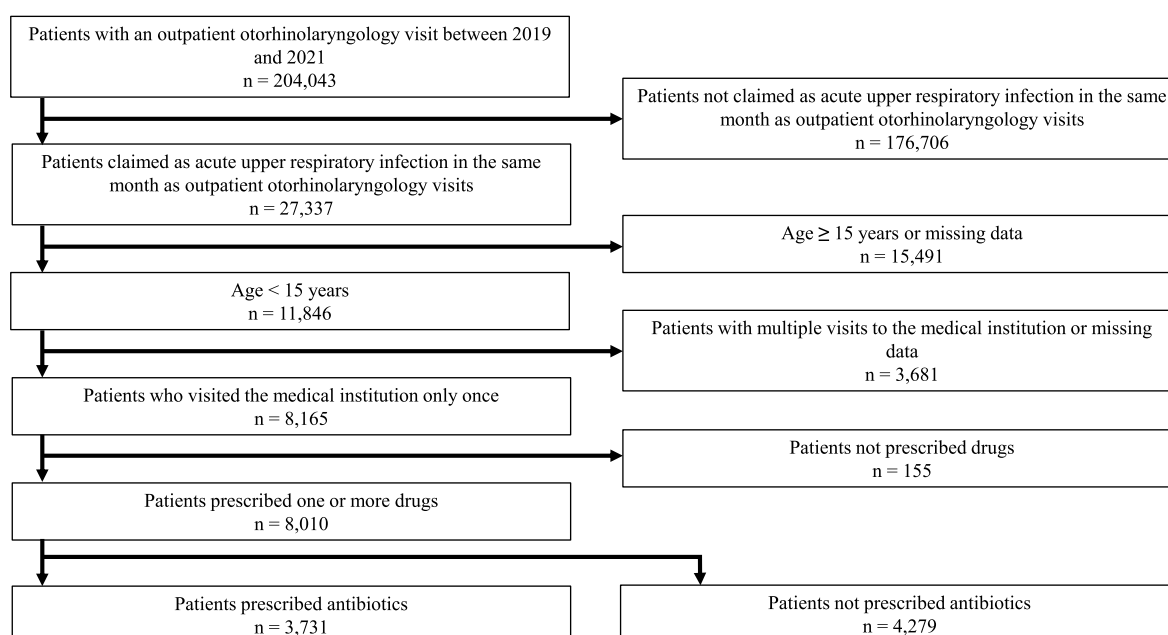 Patients with an outpatient otorhinolaryngology visit between 2019
and 2021
n = 204,043
Patients not claimed as acute upper respiratory infection in the same
month as outpatient otorhinolaryngology visits
n = 176,706
Patients claimed as acute upper respiratory infection in the same
month as outpatient otorhinolaryngology visits
n = 27,337
Age ≥ 15 years or missing data
n = 15,491
Age < 15 years
n = 11,846
Patients with multiple visits to the medical institution or missing
data
n = 3,681
Patients who visited the medical institution only once
n = 8,165
Patients not prescribed drugs
n = 155
Patients prescribed one or more drugs
n = 8,010
Patients prescribed antibiotics
n = 3,731
Patients not prescribed antibiotics
n = 4,279